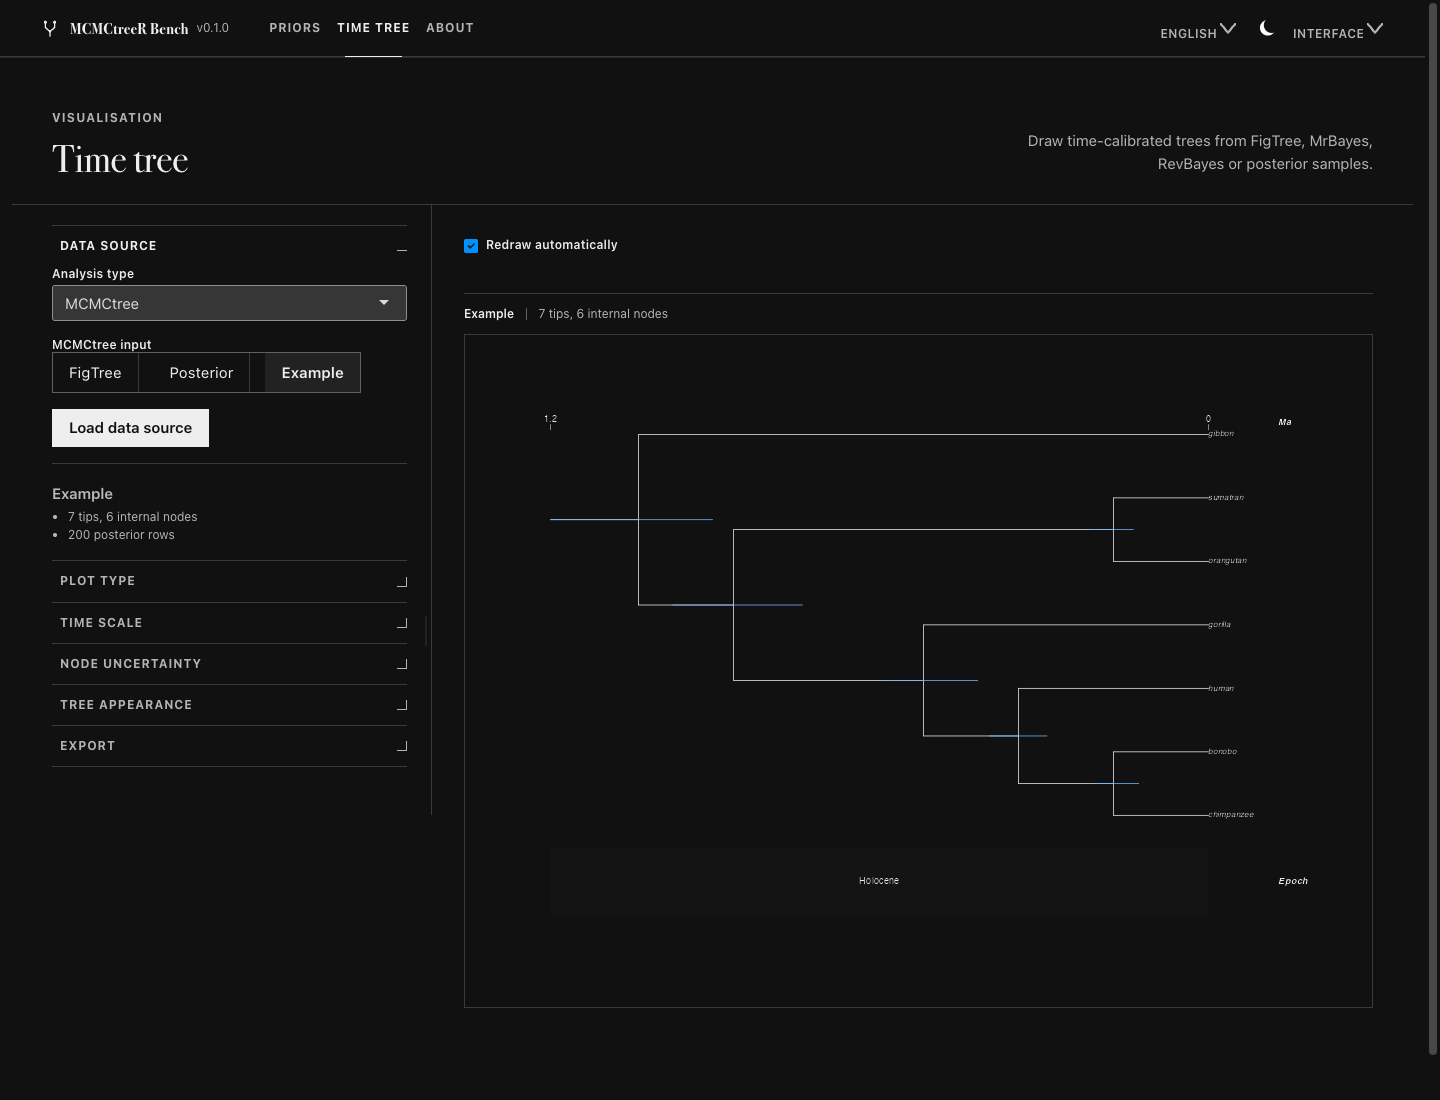 MCMCtreeR Bench v0.1.0 PRIORS TIME TREE ABOUT ENGLISH INTERFACE
VISUALISATION
Time tree
Draw time-calibrated trees from FigTree, MrBayes,
RevBayes or posterior samples.
DATA SOURCE
Analysis type
MCMCtree
MCMCtree input
FigTree Posterior Example
Load data source
Example
7 tips, 6 internal nodes
200 posterior rows
PLOT TYPE
TIME SCALE
NODE UNCERTAINTY
TREE APPEARANCE
EXPORT
Redraw automatically
Example 7 tips, 6 internal nodes
1.2 0 Ma
gibbon
sumatran
orangutan
gorilla
human
bonobo
chimpanzee
Holocene Epoch